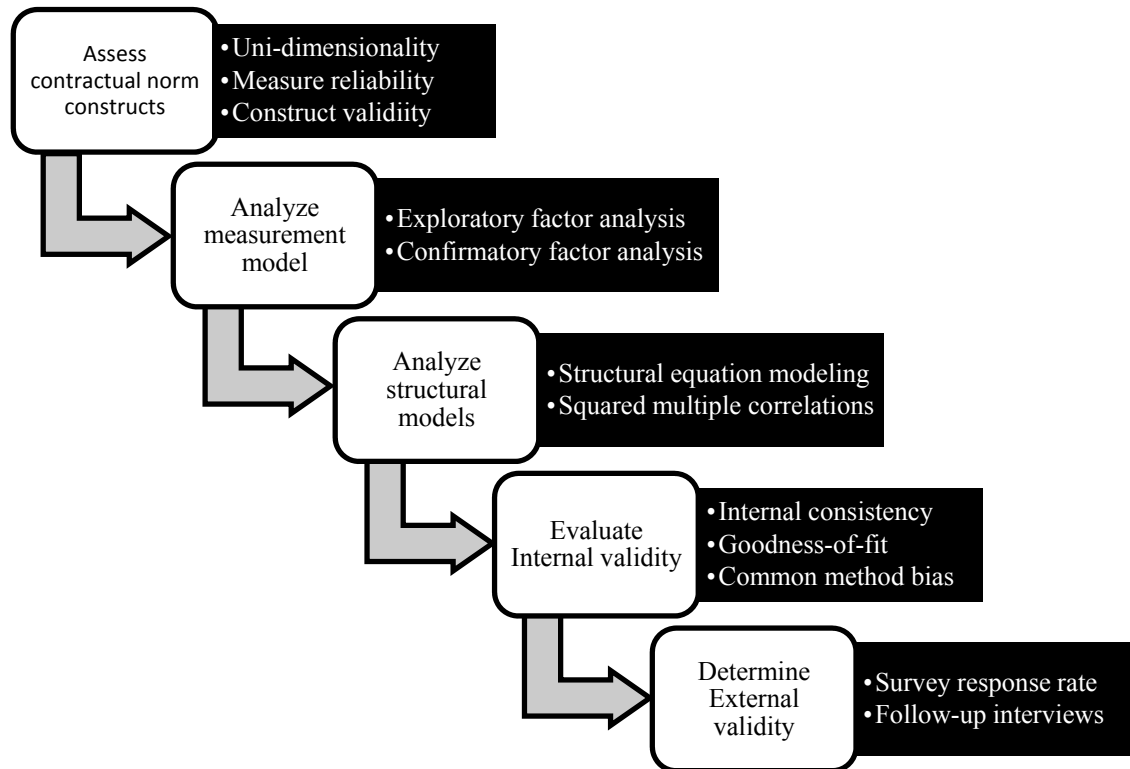 Assess
contractual norm
constructs
•Uni-dimensionality
•Measure reliability
•Construct validiity
Analyze
measurement
model
•Exploratory factor analysis
•Confirmatory factor analysis
Analyze
structural
models
•Structural equation modeling
•Squared multiple correlations
Evaluate
Internal validity
•Internal consistency
•Goodness-of-fit
•Common method bias
Determine
External
validity
•Survey response rate
•Follow-up interviews